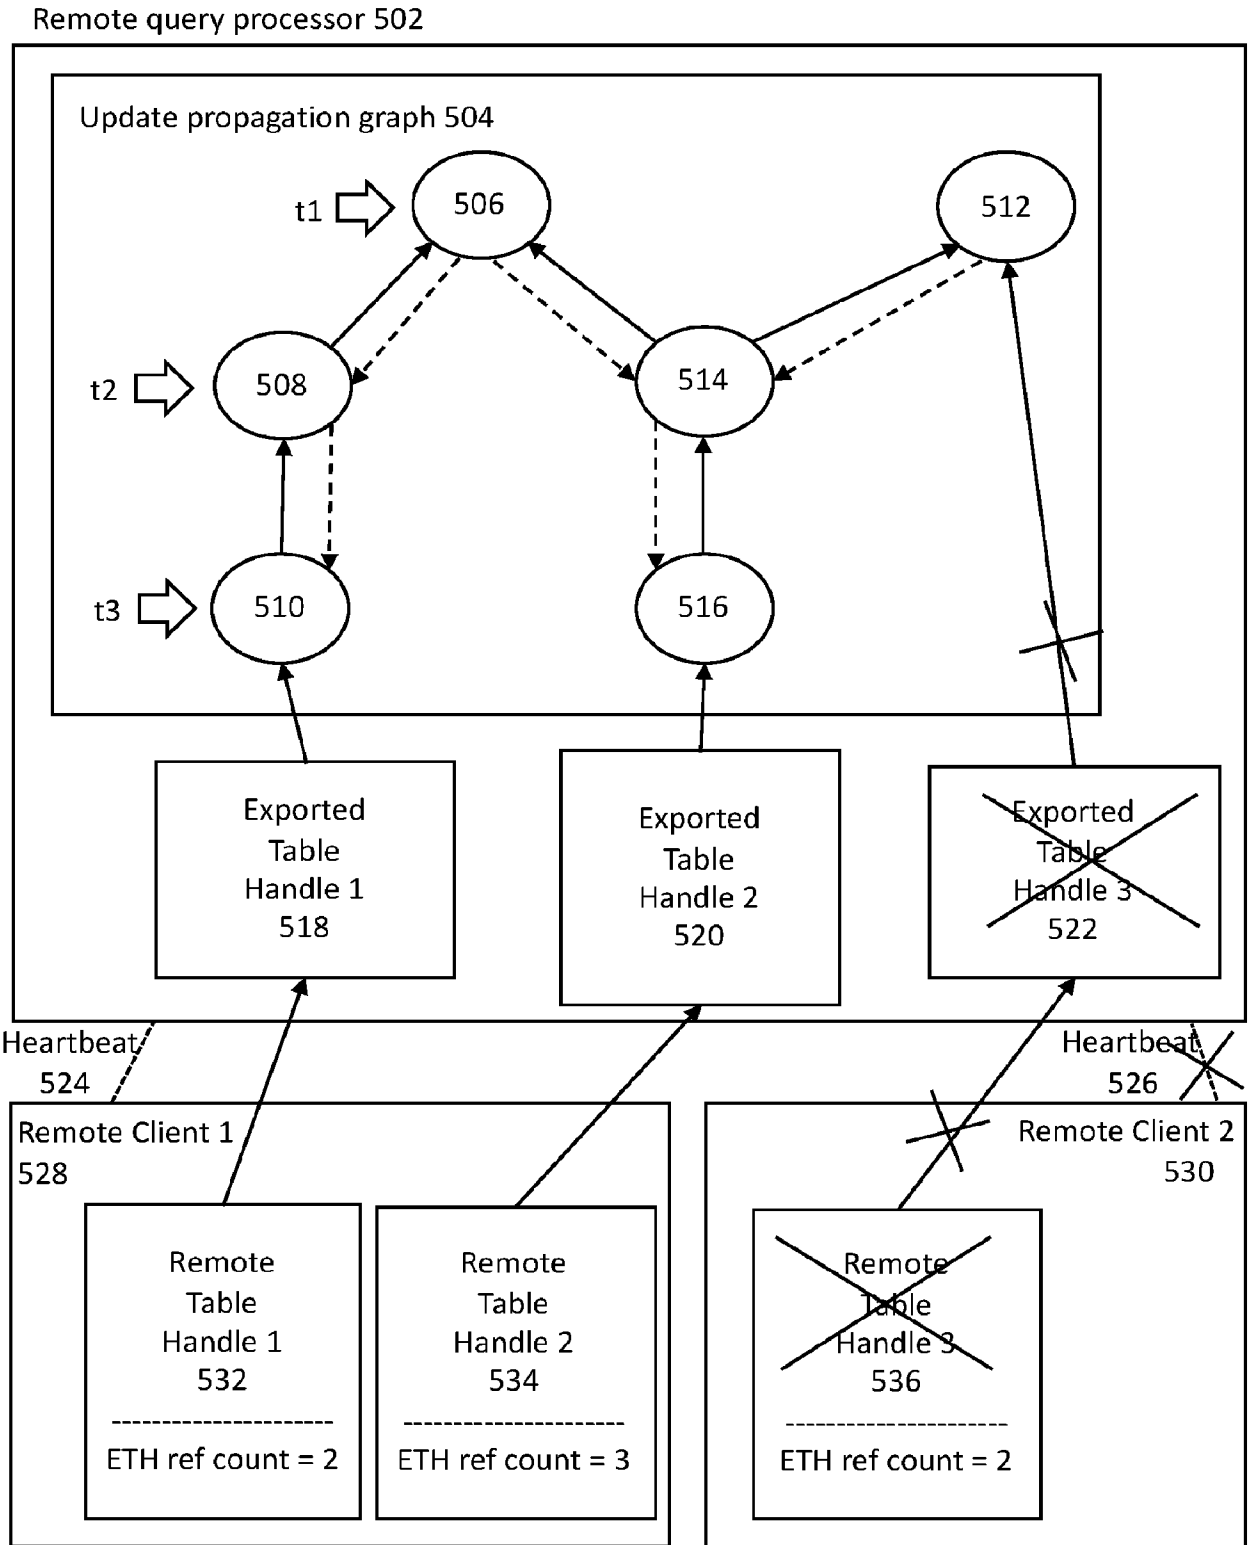 Remote query processor 502
Update propagation graph 504
t1
506
512
t2
508
514
t3
510
516
Exported
Table
Handle 1
518
Exported
Table
Handle 2
520
Exported
Table
Handle 3
522
Heartbeat
524
Heartbeat
526
Remote Client 1
528
Remote Client 2
530
Remote
Table
Handle 1
532
ETH ref count = 2
Remote
Table
Handle 2
534
ETH ref count = 3
Remote
Table
Handle 3
536
ETH ref count = 2